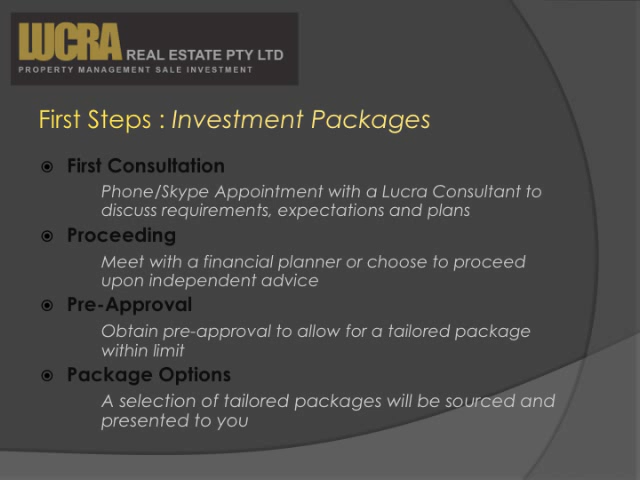 LUCRA REAL ESTATE PTY LTD
PROPERTY MANAGEMENT SALE INVESTMENT
First Steps : Investment Packages
First Consultation
Phone/Skype Appointment with a Lucra Consultant to
discuss requirements, expectations and plans
Proceeding
Meet with a financial planner or choose to proceed
upon independent advice
Pre-Approval
Obtain pre-approval to allow for a tailored package
within limit
Package Options
A selection of tailored packages will be sourced and
presented to you